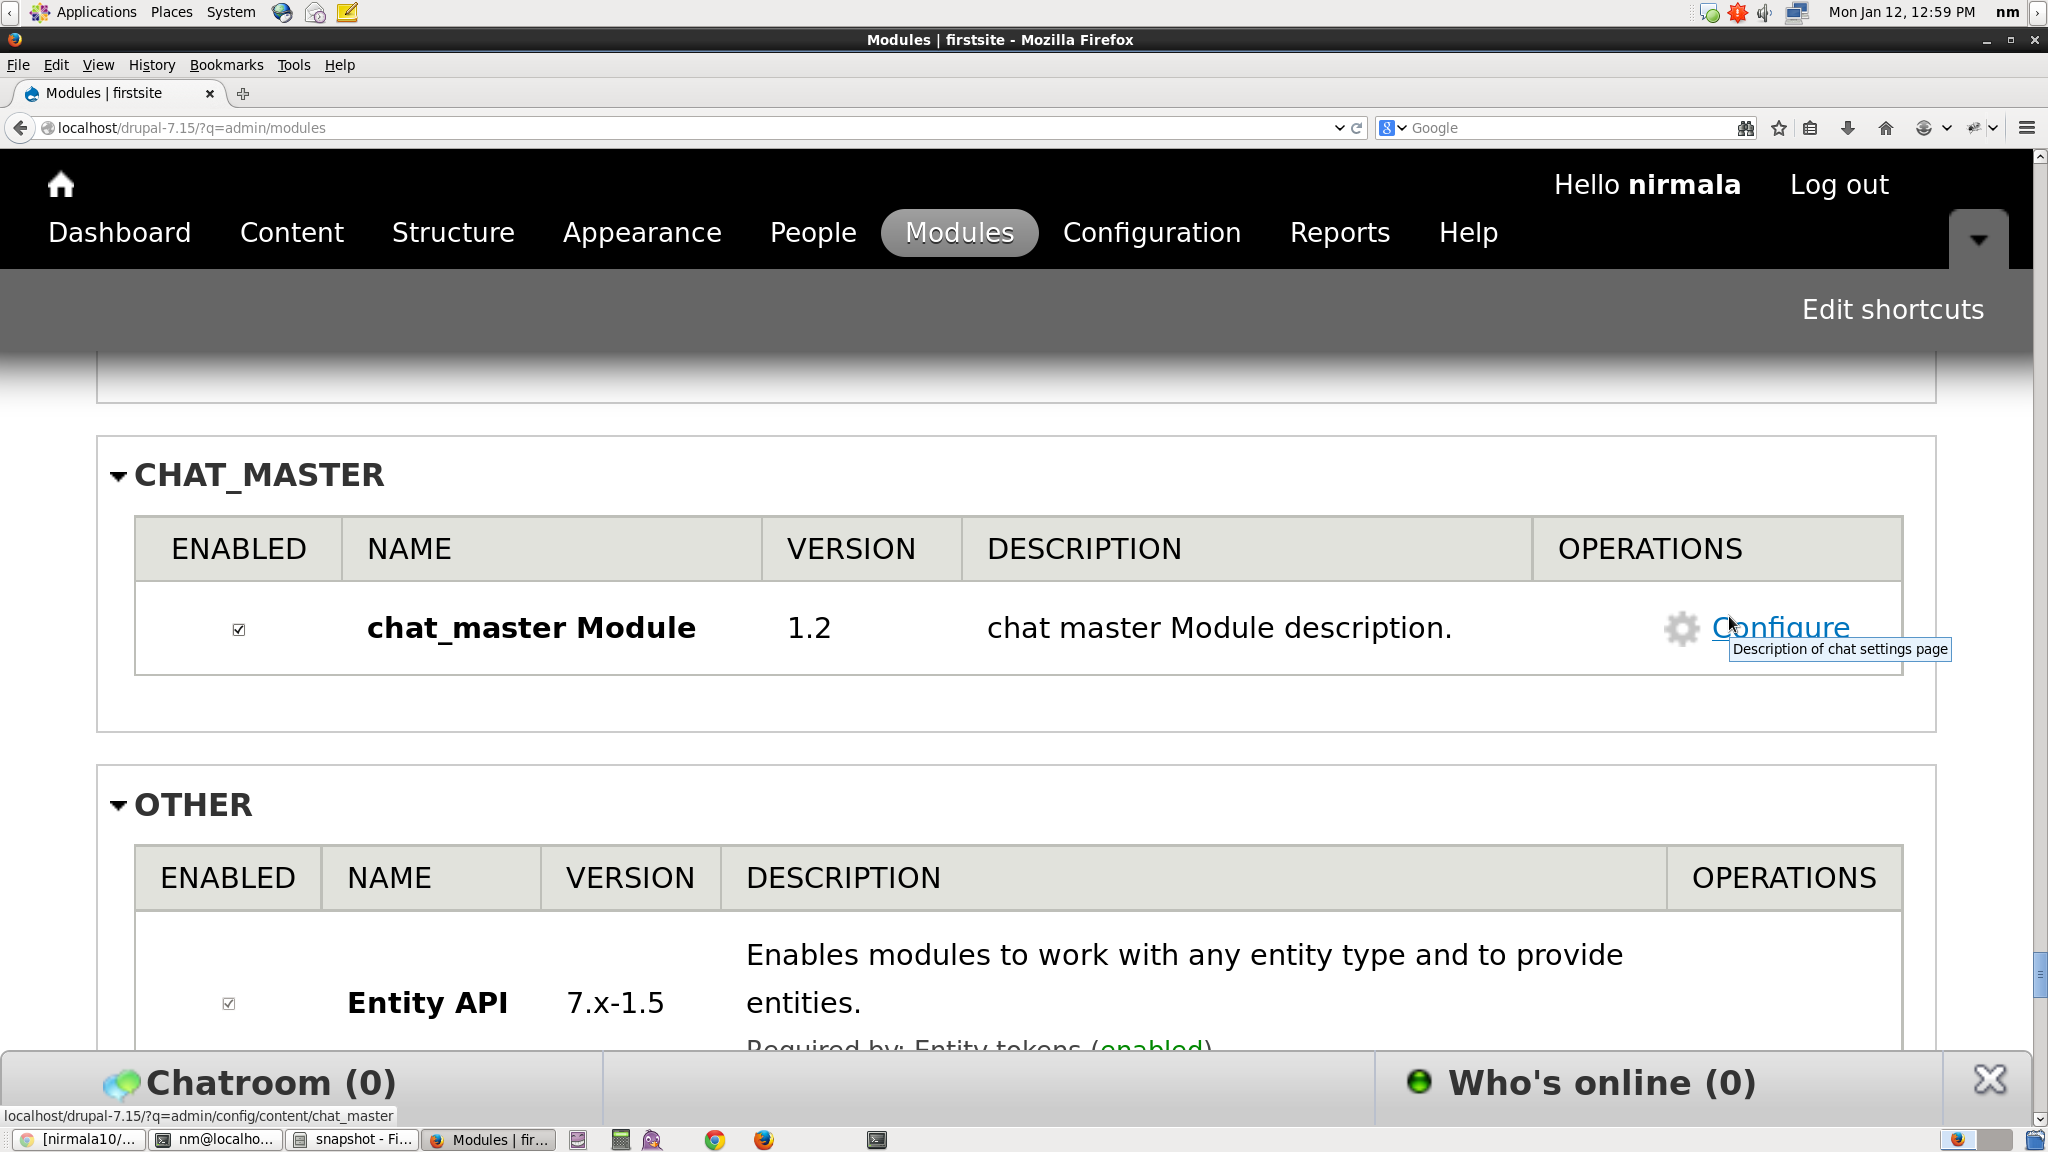 Applications Places System Mon Jan 12, 12:59 PM nm
Modules | firstsite - Mozilla Firefox
File Edit View History Bookmarks Tools Help
Modules | firstsite
localhost/drupal-7.15/?q=admin/modules Google
Hello nirmala Log out
Dashboard Content Structure Appearance People Modules Configuration Reports Help
Edit shortcuts
CHAT_MASTER
ENABLED NAME VERSION DESCRIPTION OPERATIONS
chat_master Module 1.2 chat master Module description. Configure
Description of chat settings page
OTHER
ENABLED NAME VERSION DESCRIPTION OPERATIONS
Enables modules to work with any entity type and to provide
Entity API 7.x-1.5 entities.
Required by: Entity tokens (enabled)
Chatroom (0) Who's online (0)
localhost/drupal-7.15/?q=admin/config/content/chat_master
[nirmala10/... nm@localho... snapshot - Fi... Modules | fir...